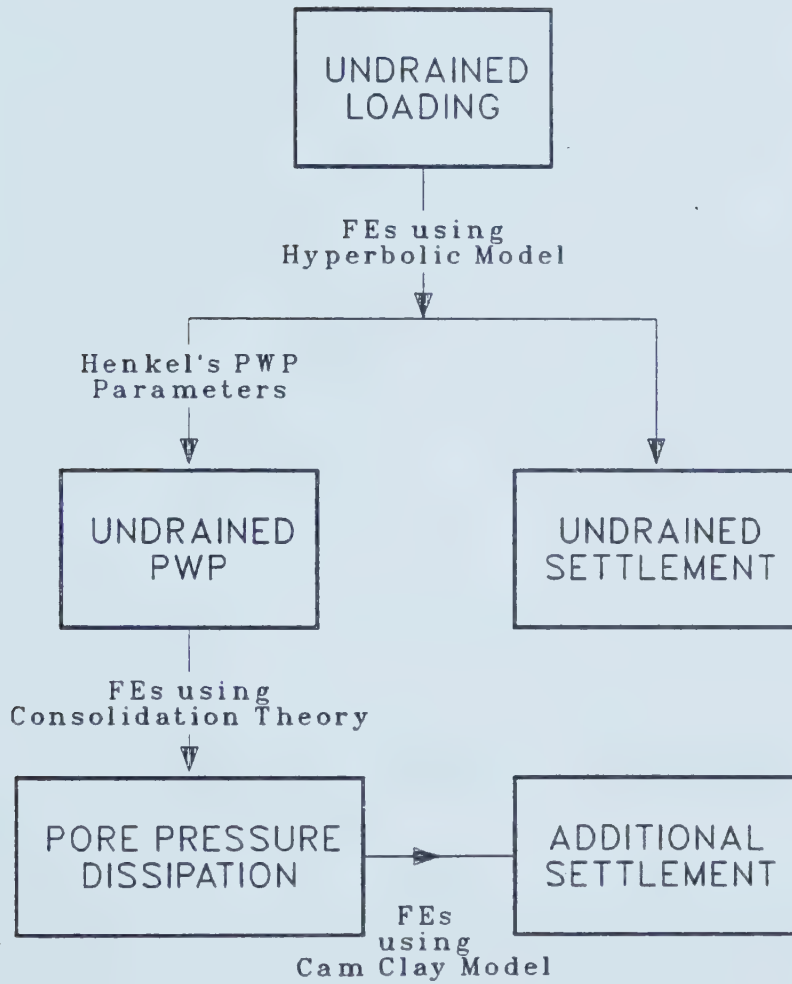 UNDRAINED
LOADING
FEs using
Hyperbolic Model
Henkel's PWP
Parameters
UNDRAINED
PWP
UNDRAINED
SETTLEMENT
FEs using
Consolidation Theory
PORE PRESSURE
DISSIPATION
ADDITIONAL
SETTLEMENT
FEs
using
Cam Clay Model